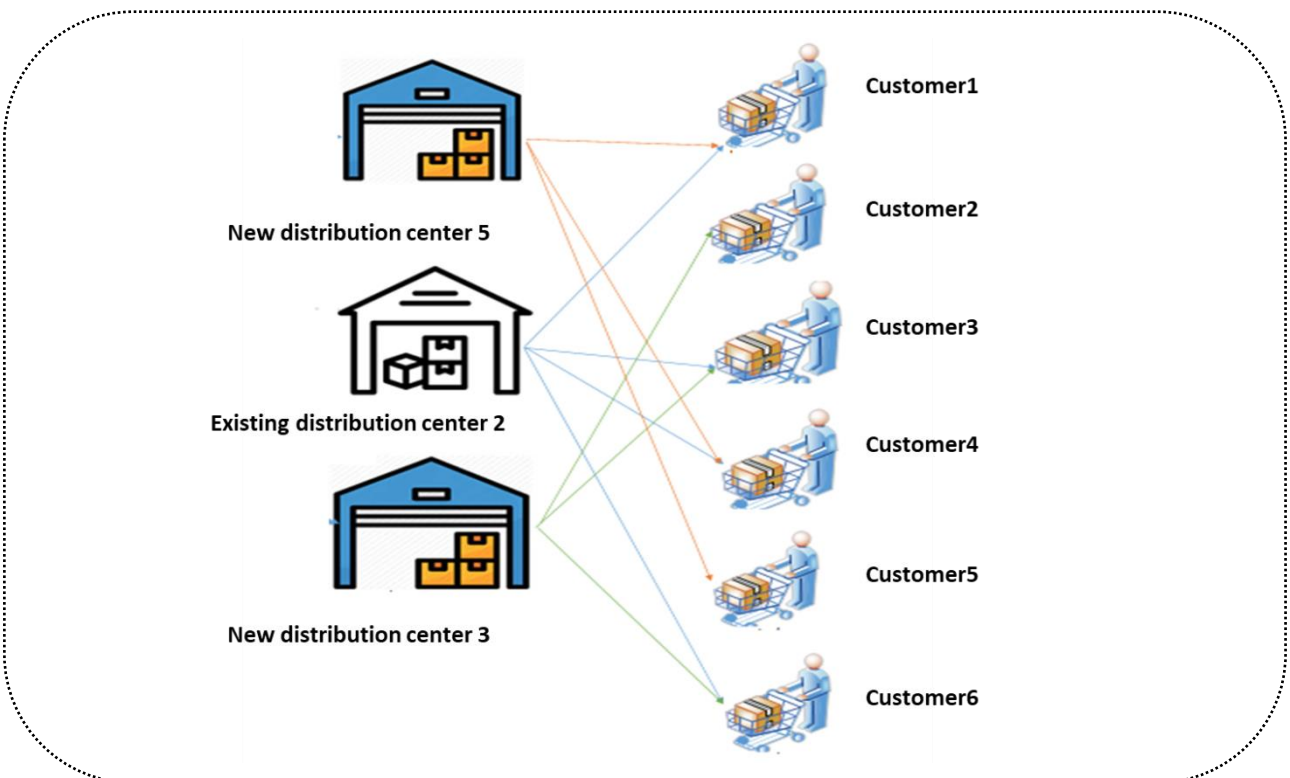 Customer1
Customer2
New distribution center 5
Customer3
Existing distribution center 2
Customer4
Customer5
New distribution center 3
Customer6